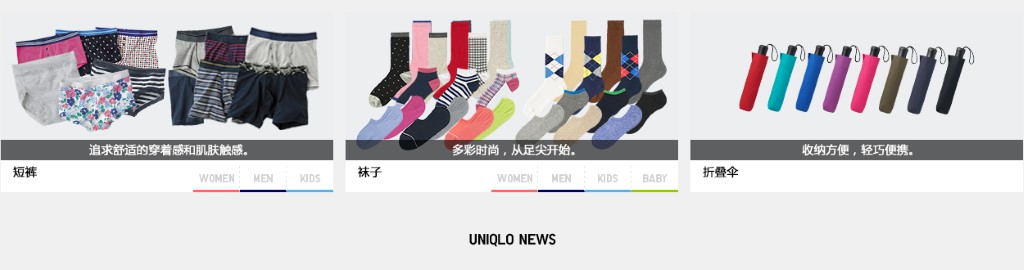 追求舒适的穿着感和肌肤触感。
短裤
WOMEN MEN KIDS
多彩时尚，从足尖开始。
袜子
WOMEN MEN KIDS BABY
收纳方便，轻巧便携。
折叠伞
UNIQLO NEWS